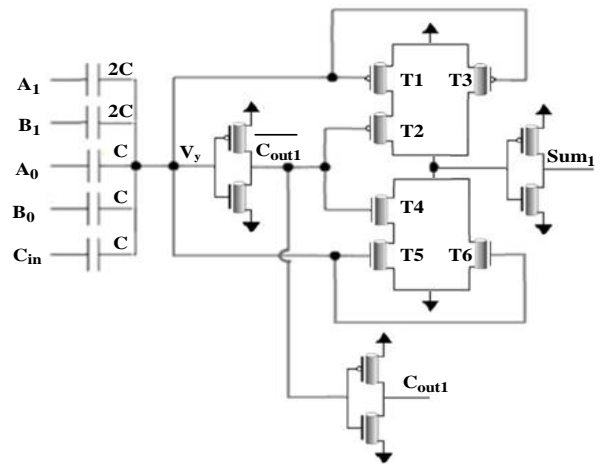 A1 2C
B1 2C
A0 C
B0 C
Cin C
Vy
Cout1
T1 T3
T2
T4
T5 T6
Sum1
Cout1